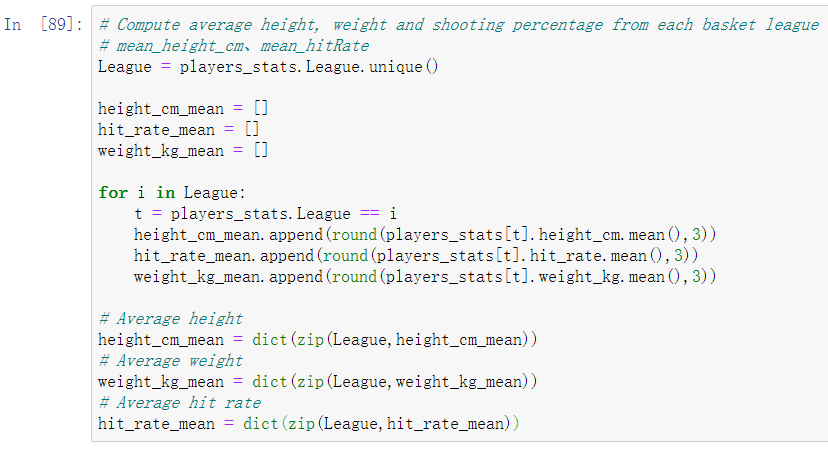 In [89]: # Compute average height, weight and shooting percentage from each basket league
# mean_height_cm、mean_hitRate
League = players_stats.League.unique()
height_cm_mean = []
hit_rate_mean = []
weight_kg_mean = []
for i in League:
t = players_stats.League == i
height_cm_mean.append(round(players_stats[t].height_cm.mean(),3))
hit_rate_mean.append(round(players_stats[t].hit_rate.mean(),3))
weight_kg_mean.append(round(players_stats[t].weight_kg.mean(),3))
# Average height
height_cm_mean = dict(zip(League,height_cm_mean))
# Average weight
weight_kg_mean = dict(zip(League,weight_kg_mean))
# Average hit rate
hit_rate_mean = dict(zip(League,hit_rate_mean))